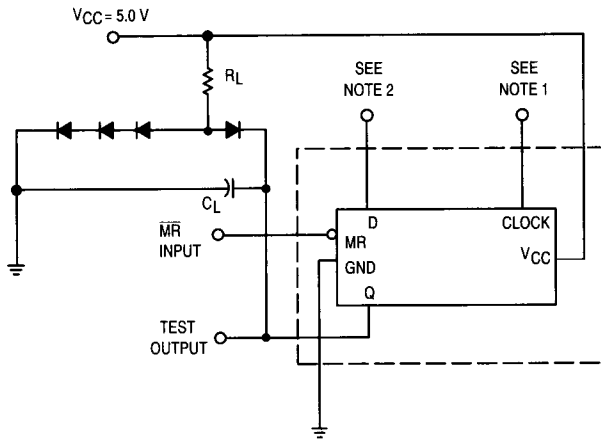 VCC = 5.0 V
RL
SEE
NOTE 2
SEE
NOTE 1
CL
MR
INPUT
D
CLOCK
MR
VCC
GND
Q
TEST
OUTPUT